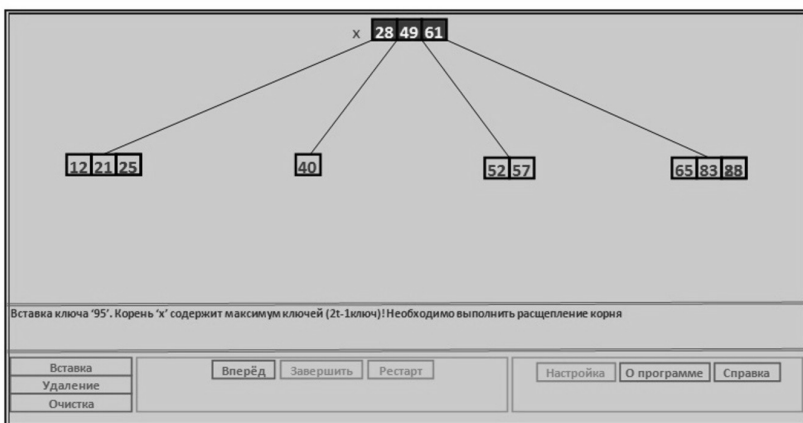 x 28 49 61
12 21 25 40 52 57 65 83
Вставка ключа ‘95’. Корень ‘x’ содержит максимум ключей (2t-1ключ)! Необходимо выполнить расщепление корня
Вставка
Удаление
Очистка
Вперёд Завершить Рестарт
Настройка О программе Справка